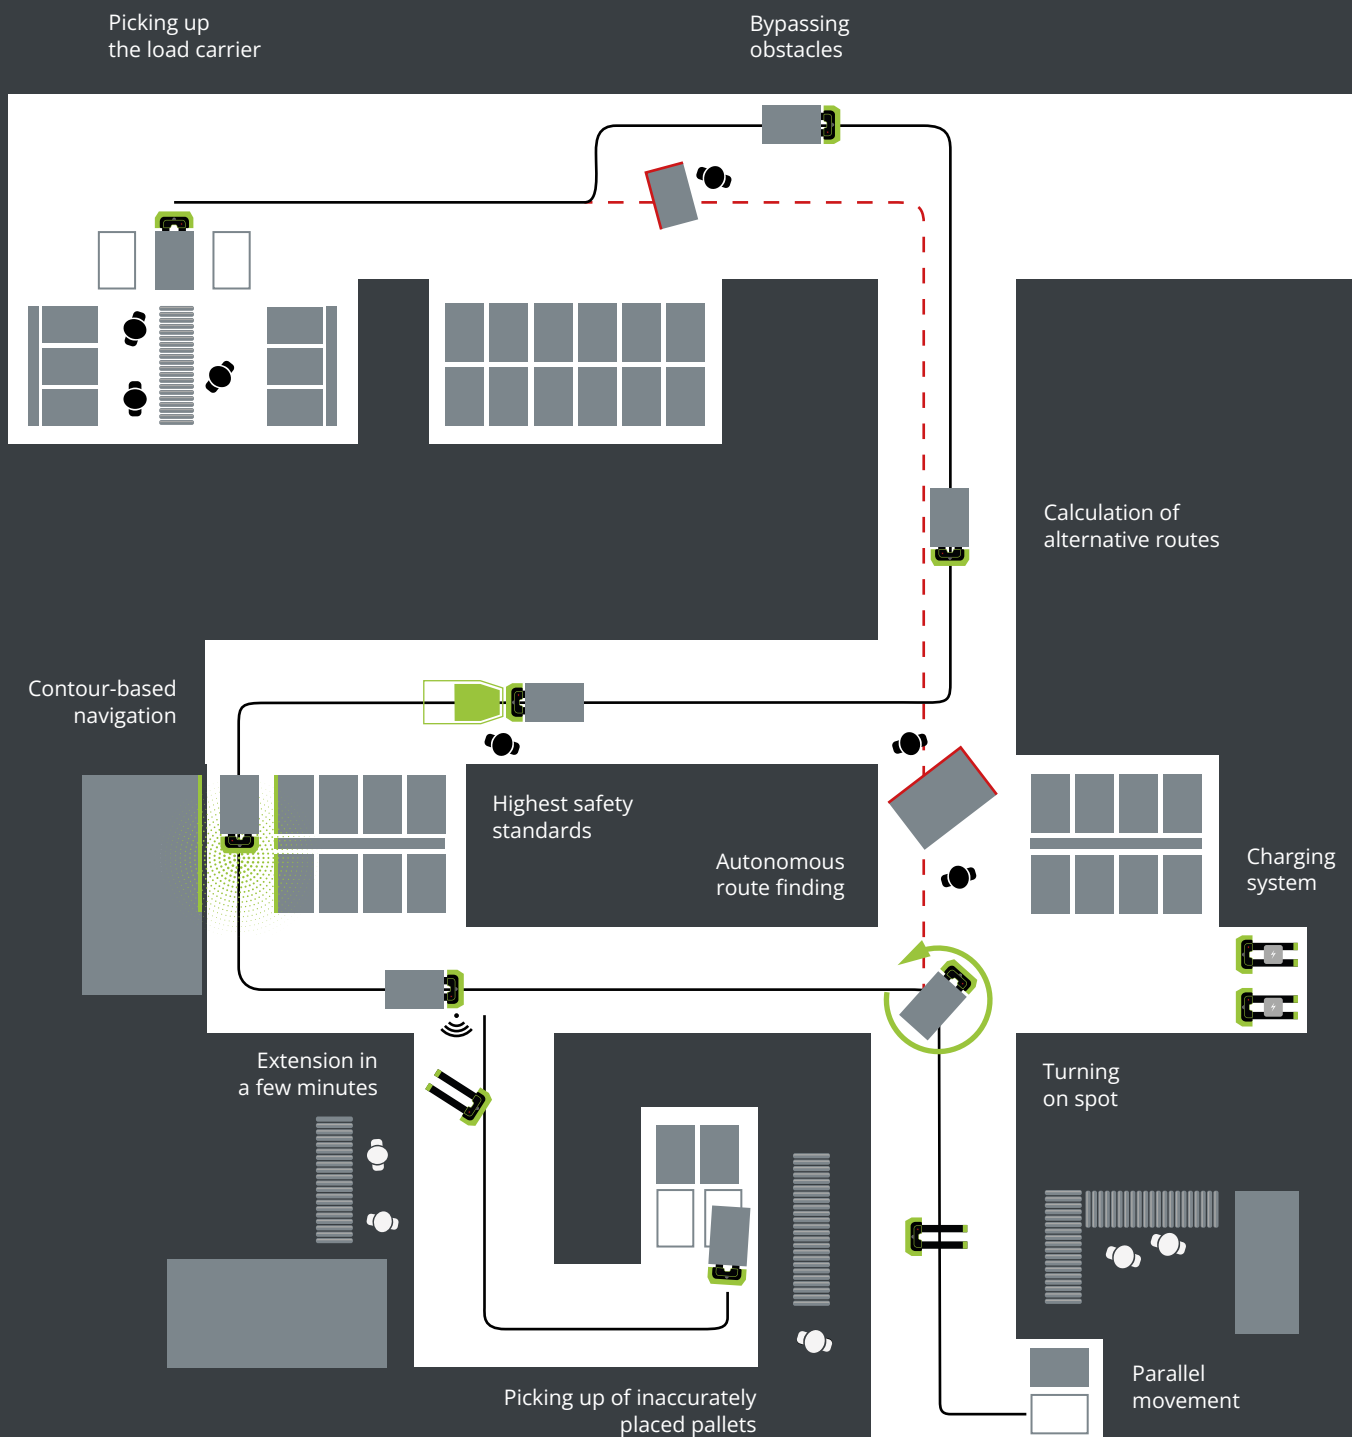 Picking up
the load carrier
Bypassing
obstacles
Calculation of
alternative routes
Contour-based
navigation
Highest safety
standards
Autonomous
route finding
Charging
system
Extension in
a few minutes
Turning
on spot
Parallel
movement
Picking up of inaccurately
placed pallets